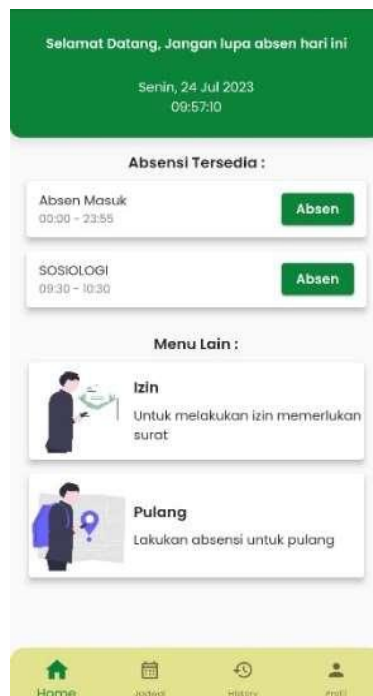 Selamat Datang, Jangan lupa absen hari ini
Senin, 24 Jul 2023
09:57:10
Absensi Tersedia :
Absen Masuk
00:00 - 23:55
Absen
SOSIOLOGI
09:30 - 10:30
Absen
Menu Lain :
Izin
Untuk melakukan izin memerlukan
surat
Pulang
Lakukan absensi untuk pulang
Home
Jadwal
History
Profil